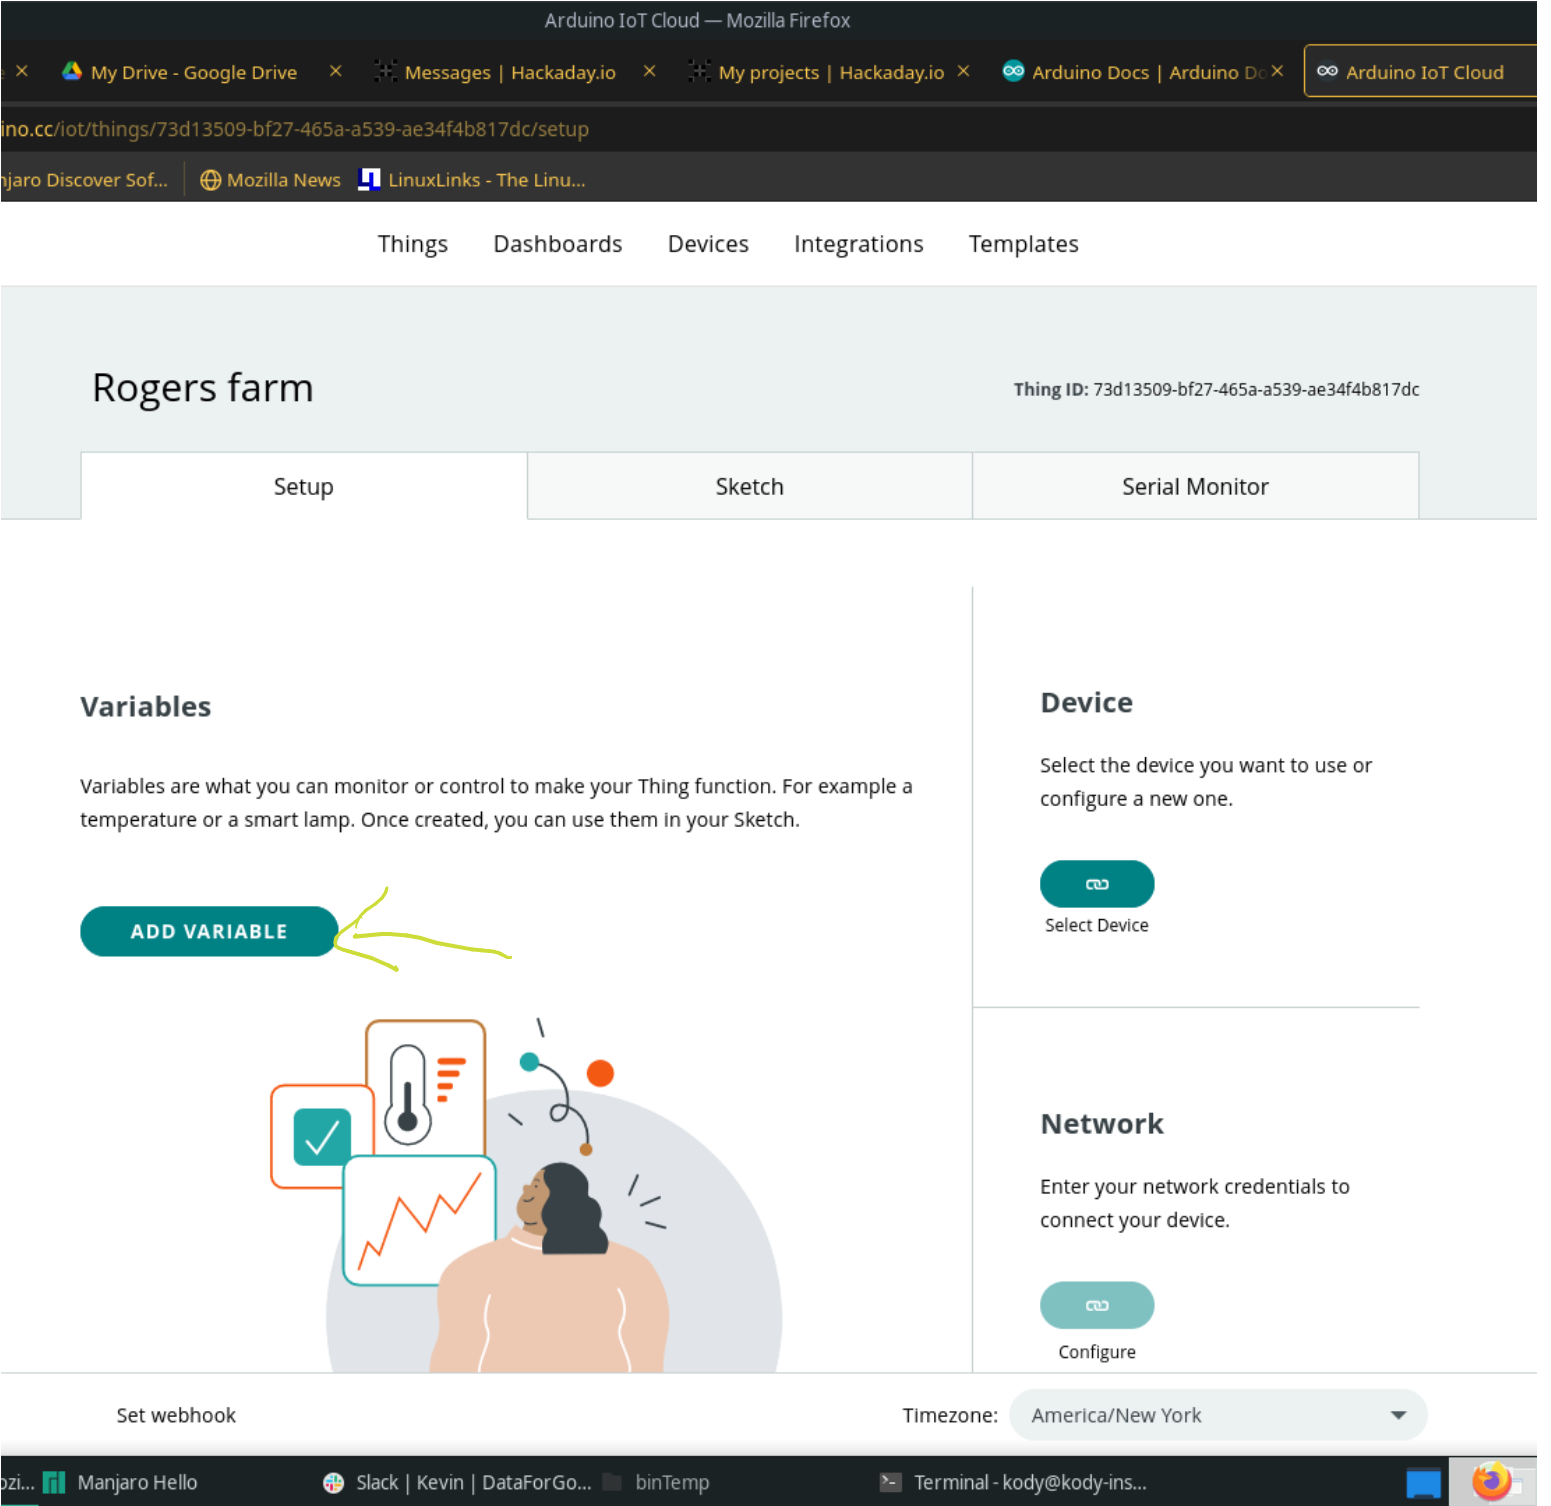 Arduino IoT Cloud — Mozilla Firefox
My Drive - Google Drive
Messages | Hackaday.io
My projects | Hackaday.io
Arduino Docs | Arduino Do
Arduino IoT Cloud
ino.cc/iot/things/73d13509-bf27-465a-a539-ae34f4b817dc/setup
njaro Discover Sof...
Mozilla News
LinuxLinks - The Linu...
Things
Dashboards
Devices
Integrations
Templates
Rogers farm
Thing ID: 73d13509-bf27-465a-a539-ae34f4b817dc
Setup
Sketch
Serial Monitor
Variables
Variables are what you can monitor or control to make your Thing function. For example a
temperature or a smart lamp. Once created, you can use them in your Sketch.
ADD VARIABLE
Device
Select the device you want to use or
configure a new one.
Select Device
Network
Enter your network credentials to
connect your device.
Configure
Set webhook
Timezone:
America/New York
ozi...
Manjaro Hello
Slack | Kevin | DataForGo...
binTemp
Terminal - kody@kody-ins...